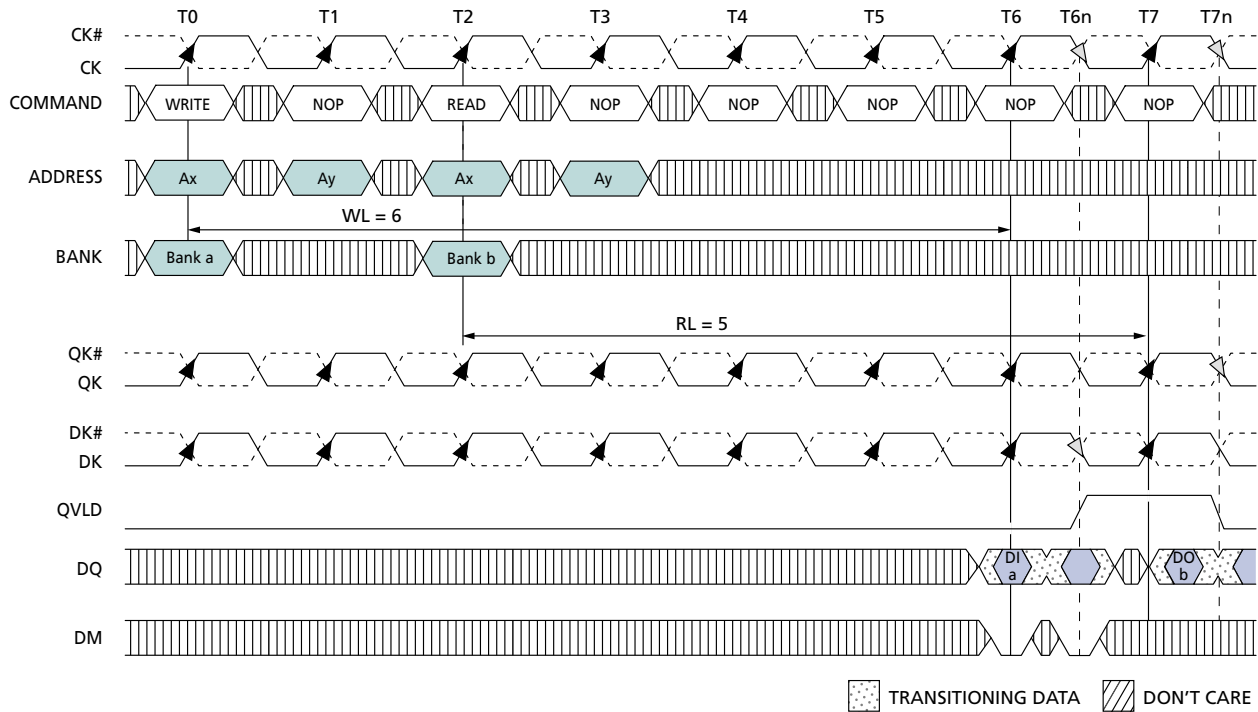 T0 T1 T2 T3 T4 T5 T6 T6n T7 T7n
CK#
CK
COMMAND WRITE NOP READ NOP NOP NOP NOP NOP
ADDRESS Ax Ay Ax Ay
WL = 6
BANK Bank a Bank b
RL = 5
QK#
QK
DK#
DK
QVLD
DQ DI a DO b
DM
TRANSITIONING DATA DON'T CARE